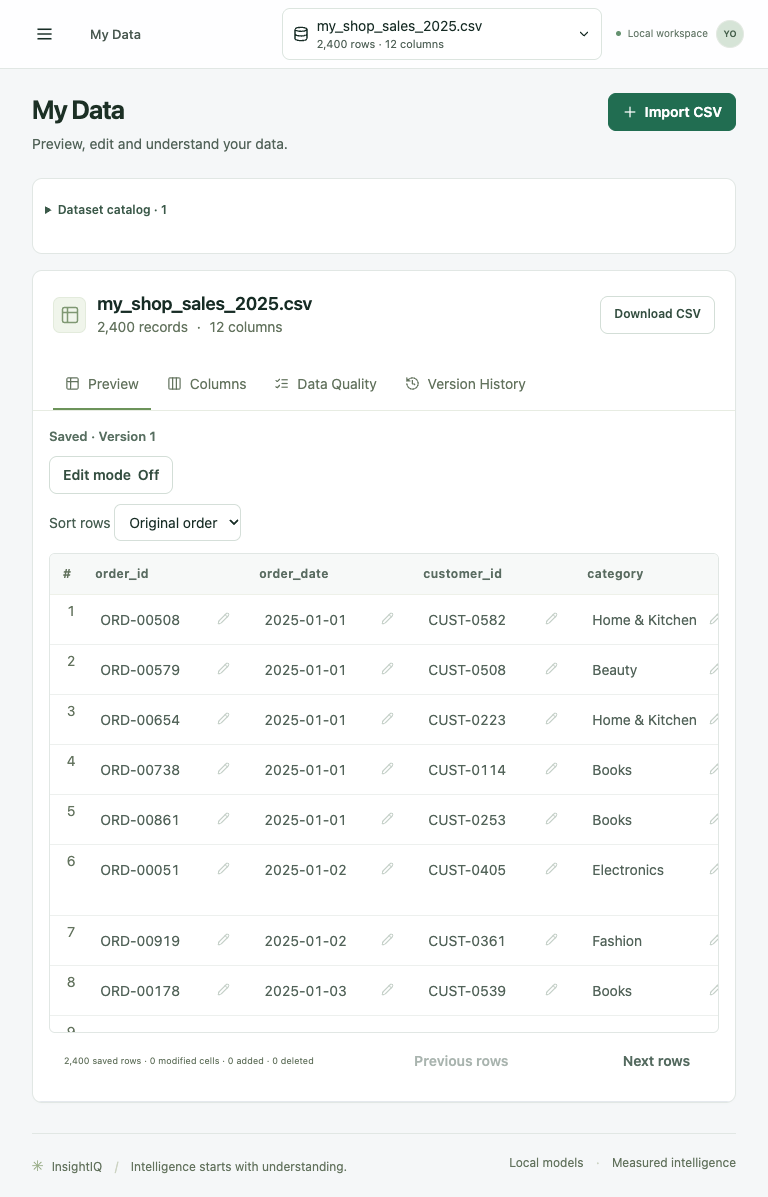 My Data
my_shop_sales_2025.csv
2,400 rows · 12 columns
Local workspace
YO
My Data
Preview, edit and understand your data.
Import CSV
Dataset catalog · 1
my_shop_sales_2025.csv
2,400 records · 12 columns
Download CSV
Preview Columns Data Quality Version History
Saved · Version 1
Edit mode Off
Sort rows Original order
# order_id order_date customer_id category
1 ORD-00508 2025-01-01 CUST-0582 Home & Kitchen
2 ORD-00579 2025-01-01 CUST-0508 Beauty
3 ORD-00654 2025-01-01 CUST-0223 Home & Kitchen
4 ORD-00738 2025-01-01 CUST-0114 Books
5 ORD-00861 2025-01-01 CUST-0253 Books
6 ORD-00051 2025-01-02 CUST-0405 Electronics
7 ORD-00919 2025-01-02 CUST-0361 Fashion
8 ORD-00178 2025-01-03 CUST-0539 Books
2,400 saved rows · 0 modified cells · 0 added · 0 deleted
Previous rows
Next rows
InsightIQ / Intelligence starts with understanding.
Local models · Measured intelligence